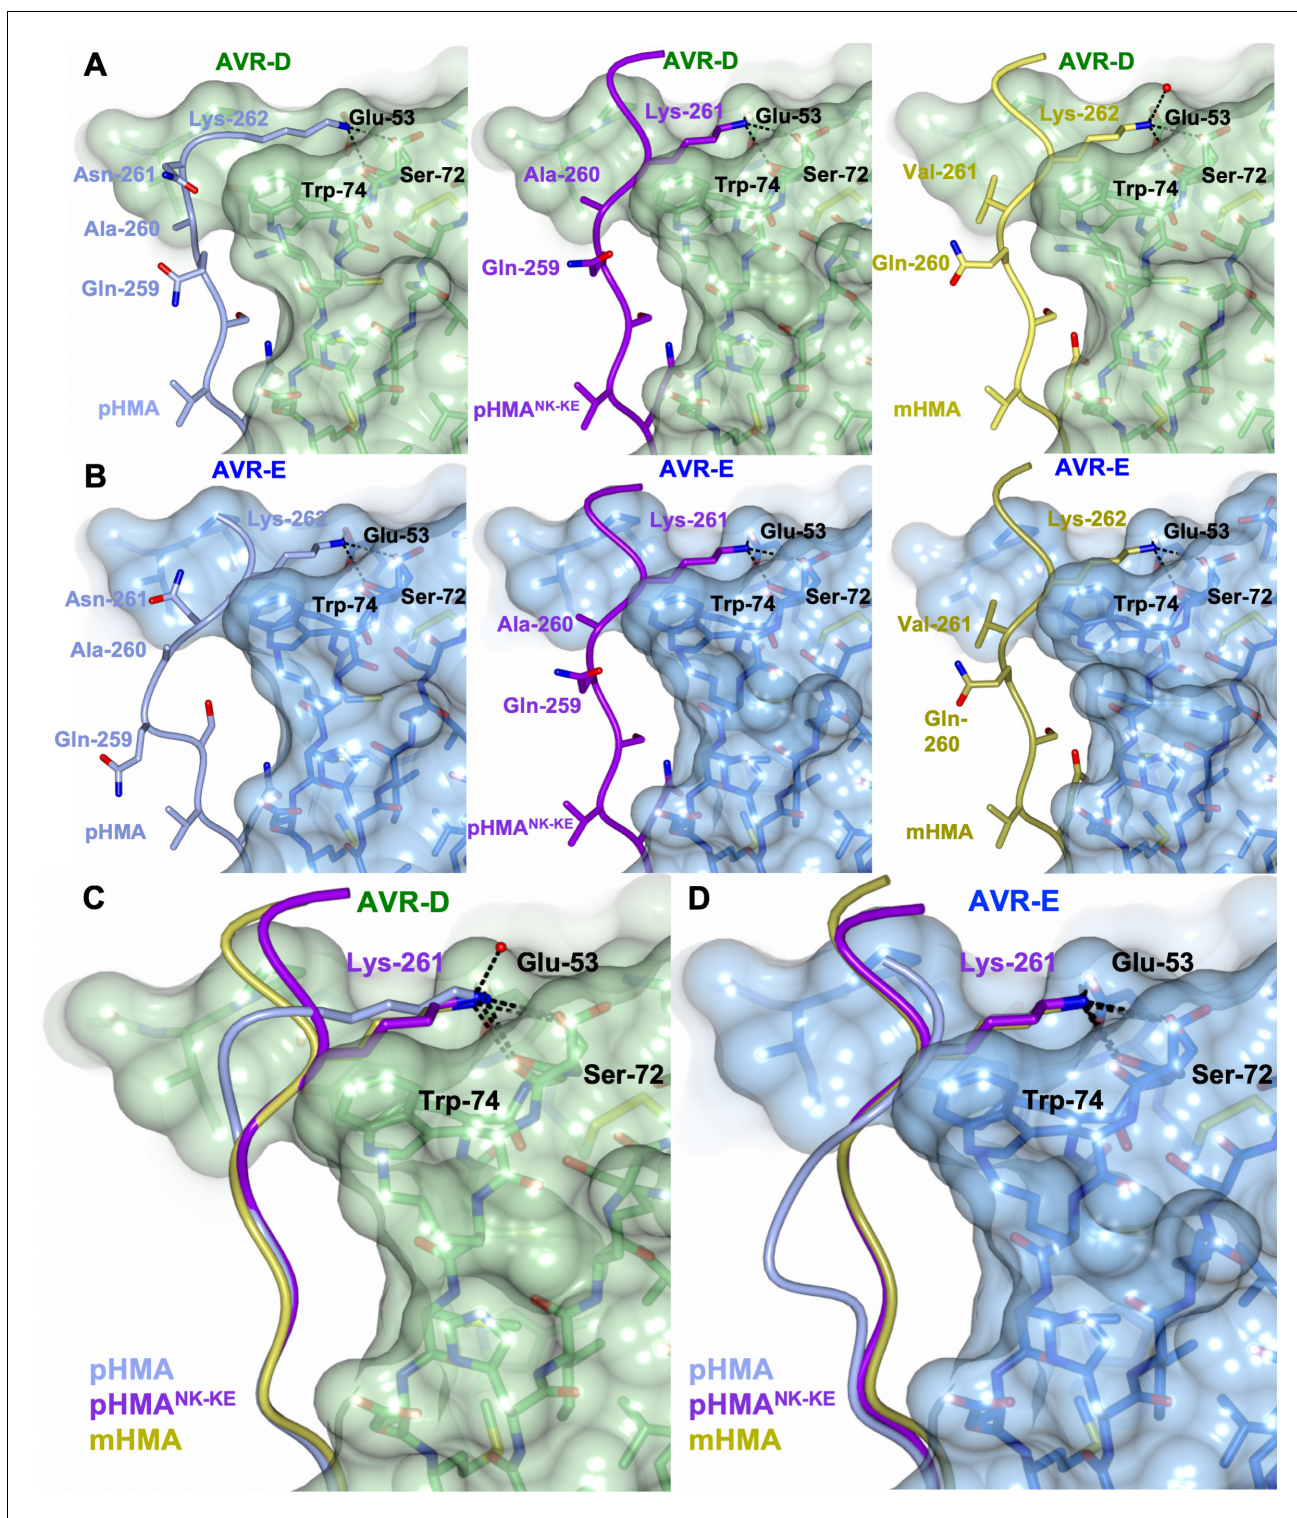 A
AVR-D
Lys-262
Glu-53
Asn-261
Ser-72
Trp-74
Ala-260
Gln-259
pHMA
AVR-D
Lys-261
Glu-53
Ala-260
Ser-72
Trp-74
Gln-259
pHMA^NK-KE
AVR-D
Lys-262
Glu-53
Val-261
Ser-72
Trp-74
Gln-260
mHMA
B
AVR-E
Lys-262
Glu-53
Asn-261
Ser-72
Trp-74
Ala-260
Gln-259
pHMA
AVR-E
Lys-261
Glu-53
Ser-72
Trp-74
Ala-260
Gln-259
pHMA^NK-KE
AVR-E
Lys-262
Glu-53
Ser-72
Trp-74
Val-261
Gln-
260
mHMA
C
AVR-D
Lys-261
Glu-53
Ser-72
Trp-74
pHMA
pHMA^NK-KE
mHMA
D
AVR-E
Lys-261
Glu-53
Ser-72
Trp-74
pHMA
pHMA^NK-KE
mHMA